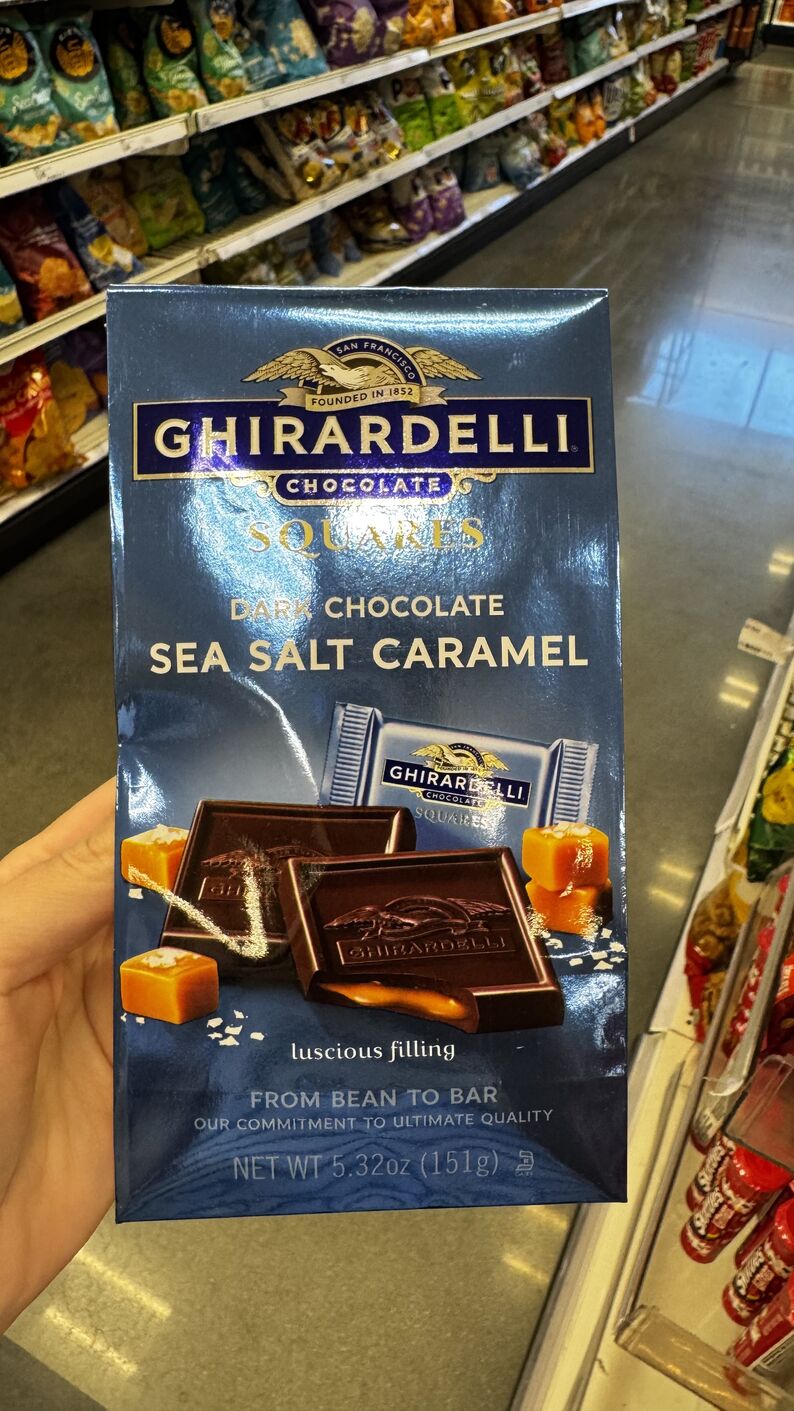 SAN FRANCISCO
FOUNDED IN 1852
GHIRARDELLI
CHOCOLATE
SQUARES
DARK CHOCOLATE
SEA SALT CARAMEL
GHIRARDELLI
CHOCOLATE
SQUARES
GHIRARDELLI
luscious filling
FROM BEAN TO BAR
OUR COMMITMENT TO ULTIMATE QUALITY
NET WT 5.32oz (151g)
DAIRY